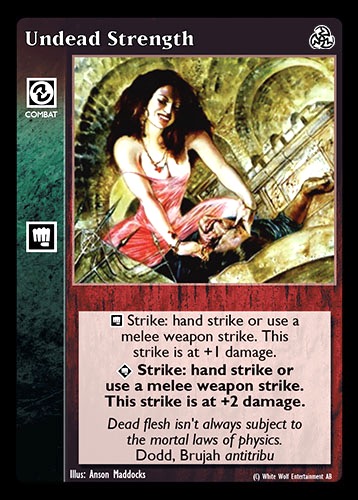 Undead Strength
COMBAT
Strike: hand strike or use a
melee weapon strike. This
strike is at +1 damage.
Strike: hand strike or
use a melee weapon strike.
This strike is at +2 damage.
Dead flesh isn't always subject to
the mortal laws of physics.
Dodd, Brujah antitribu
Illus: Anson Maddocks
(C) White Wolf Entertainment AB